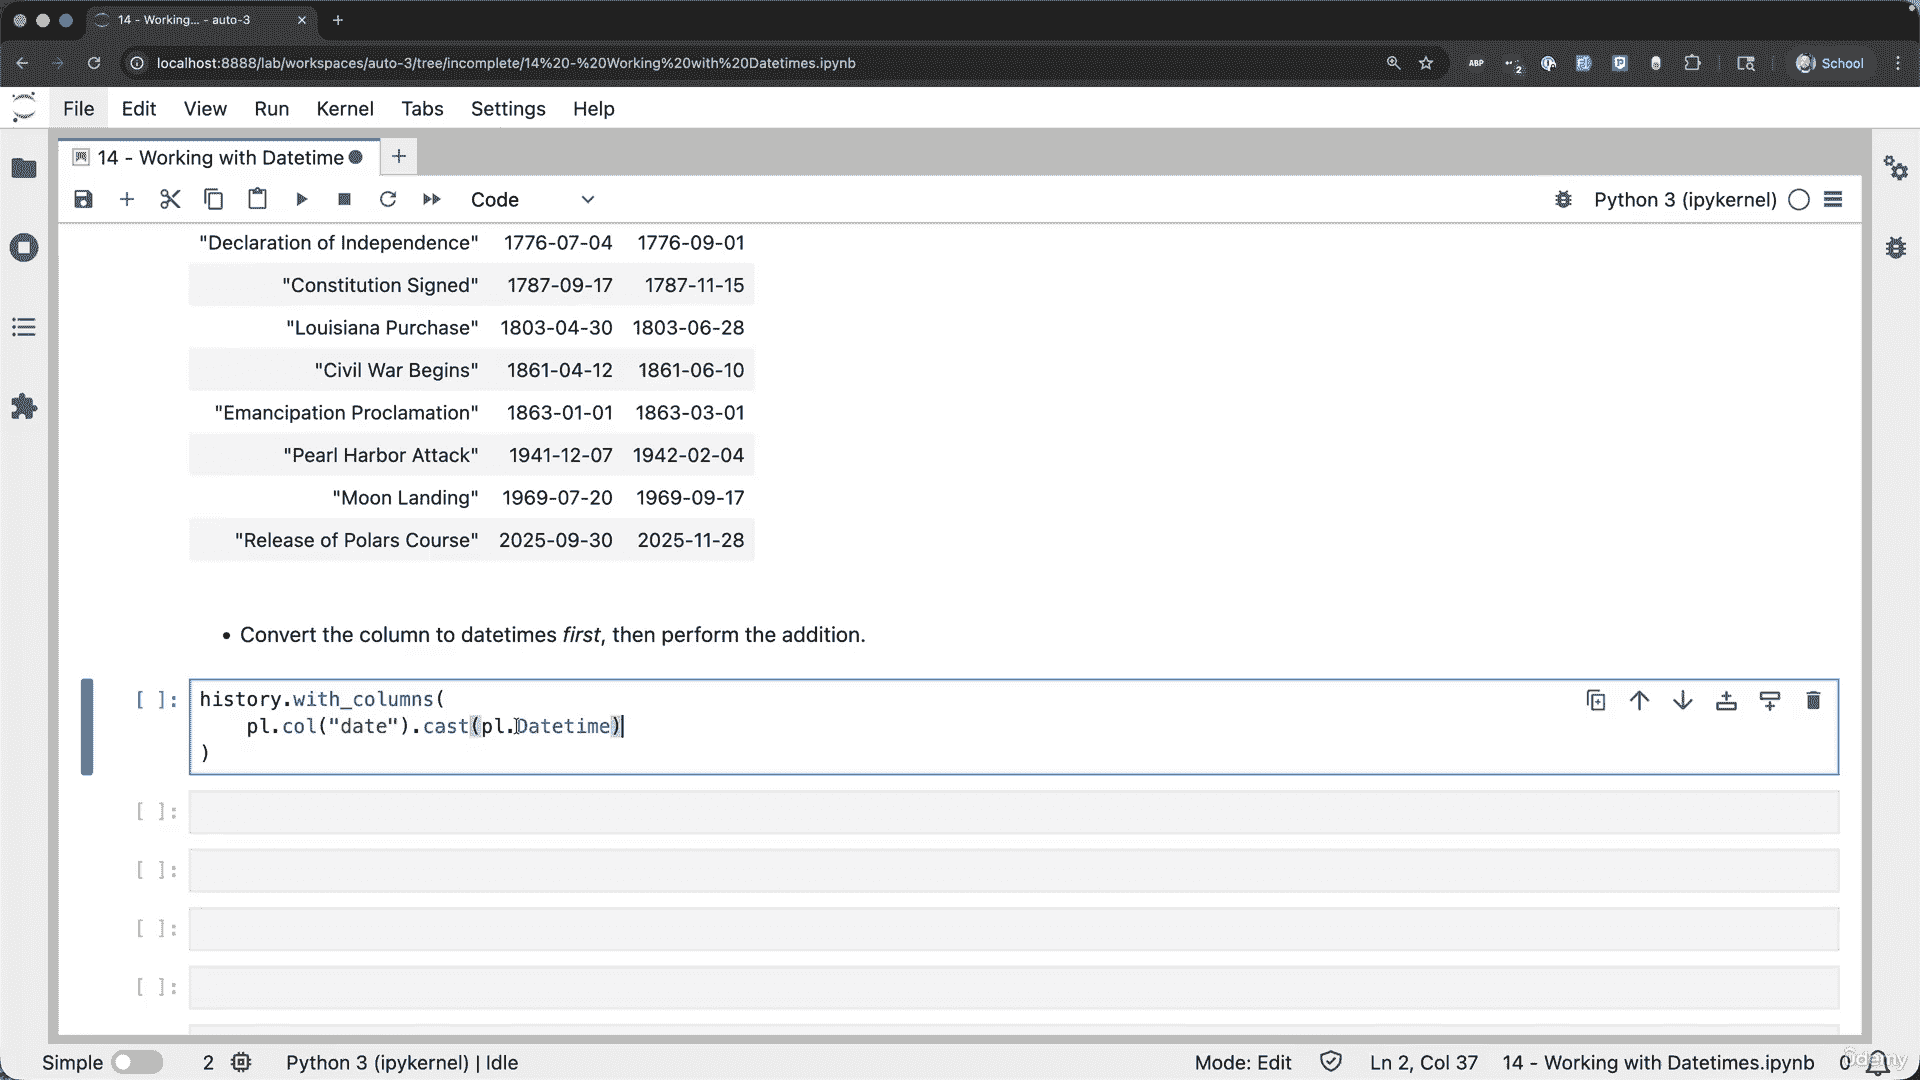 14 - Working... - auto-3
localhost:8888/lab/workspaces/auto-3/tree/incomplete/14%20-%20Working%20with%20Datetimes.ipynb
ABP
2
School
File Edit View Run Kernel Tabs Settings Help
14 - Working with Datetime
Code
Python 3 (ipykernel)
"Declaration of Independence" 1776-07-04 1776-09-01
"Constitution Signed" 1787-09-17 1787-11-15
"Louisiana Purchase" 1803-04-30 1803-06-28
"Civil War Begins" 1861-04-12 1861-06-10
"Emancipation Proclamation" 1863-01-01 1863-03-01
"Pearl Harbor Attack" 1941-12-07 1942-02-04
"Moon Landing" 1969-07-20 1969-09-17
"Release of Polars Course" 2025-09-30 2025-11-28
• Convert the column to datetimes first, then perform the addition.
[ ]: history.with_columns(
pl.col("date").cast(pl.Datetime)
)
[ ]:
[ ]:
[ ]:
[ ]:
Simple 2 Python 3 (ipykernel) | Idle Mode: Edit Ln 2, Col 37 14 - Working with Datetimes.ipynb 0
udemy